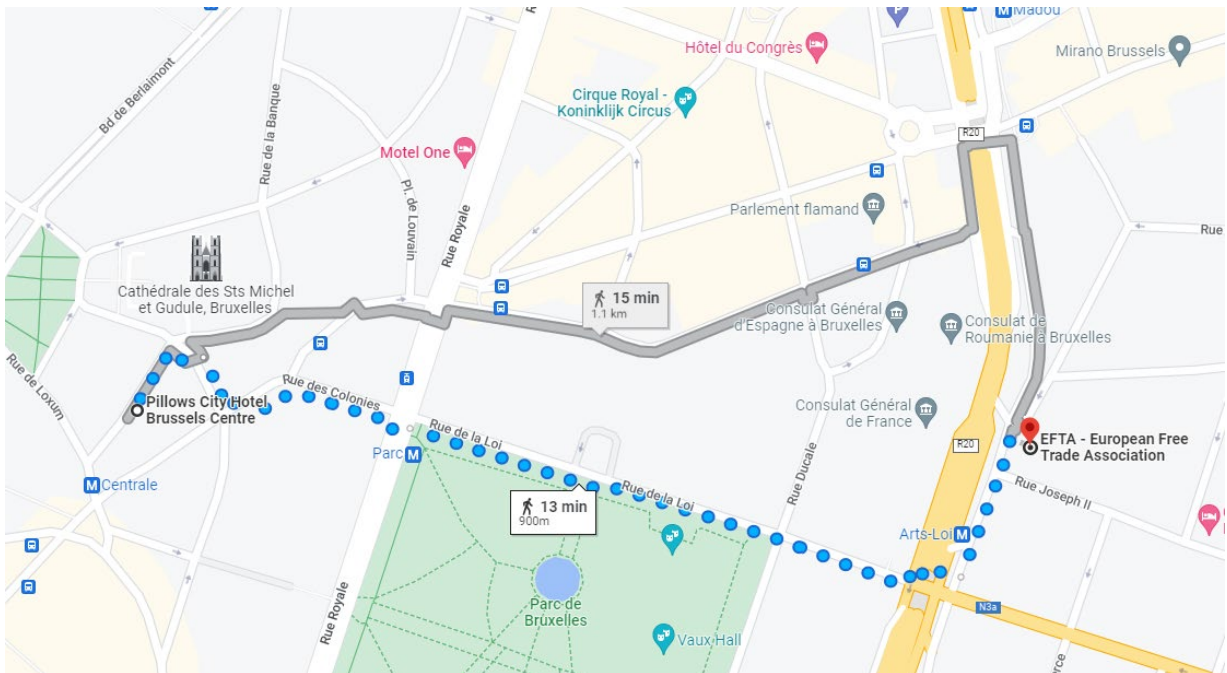 Madou
P
Hôtel du Congrès
Mirano Brussels
Bd de Berlaimont
Rue de la Banque
Rue Royale
Cirque Royal -
Koninklijk Circus
R20
Motel One
Pl. de Louvain
Parlement flamand
Rue
Cathédrale des Sts Michel
et Gudule, Bruxelles
15 min
1.1 km
Consulat Général
d'Espagne à Bruxelles
Consulat de
Roumanie à Bruxelles
Rue de Loxum
Pillows City Hotel
Brussels Centre
Rue des Colonies
Consulat Général
de France
Rue de la Loi
Parc M
R20
EFTA - European Free
Trade Association
Rue Ducale
M Centrale
Rue de la Loi
Rue Joseph II
13 min
900m
Arts-Loi M
Parc de
Bruxelles
N3a
Rue Royale
Vaux-Hall
erce